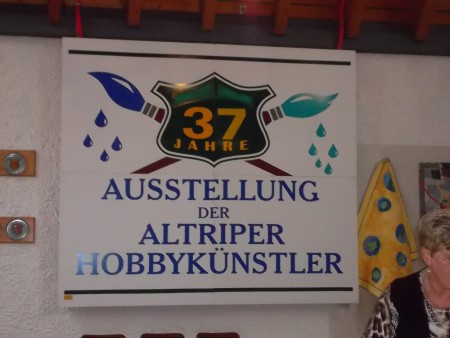 37
JAHRE
AUSSTELLUNG
DER
ALTRIPER
HOBBYKÜNSTLER